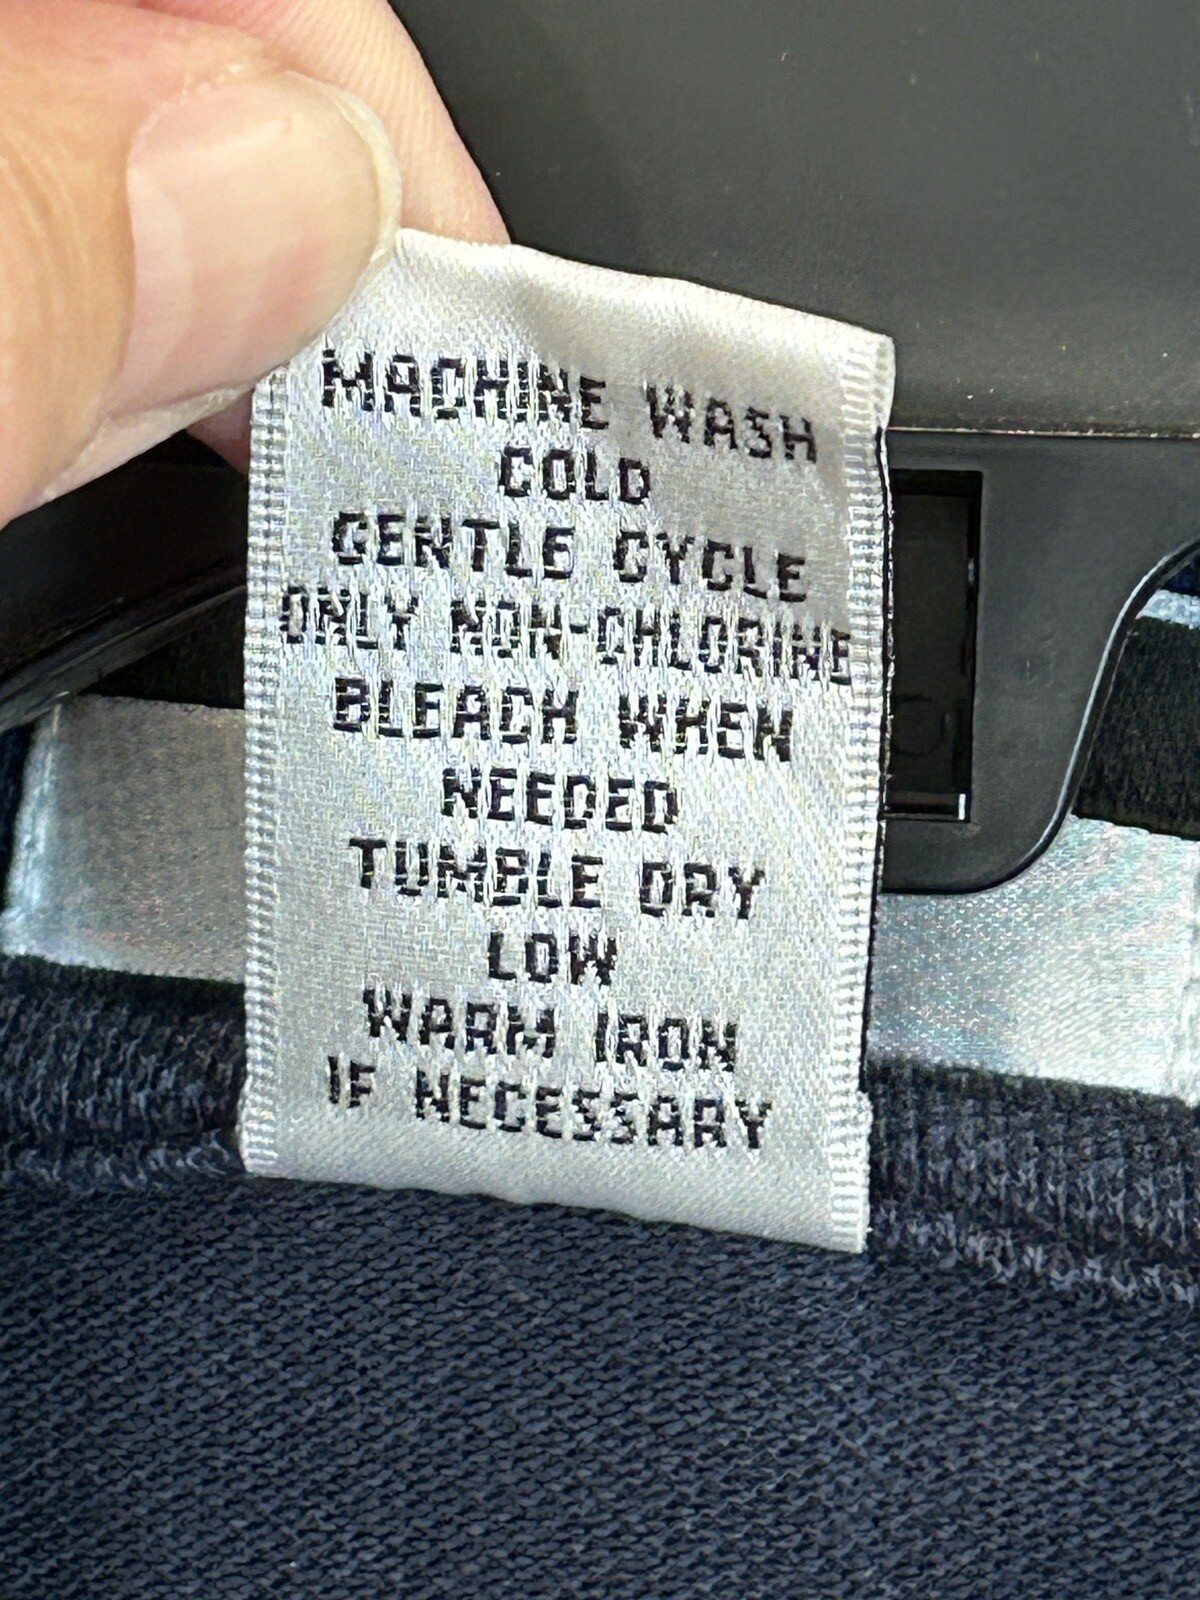 MACHINE WASH
COLD
GENTLE CYCLE
ONLY NON-CHLORINE
BLEACH WHEN
NEEDED
TUMBLE DRY
LOW
WARM IRON
IF NECESSARY